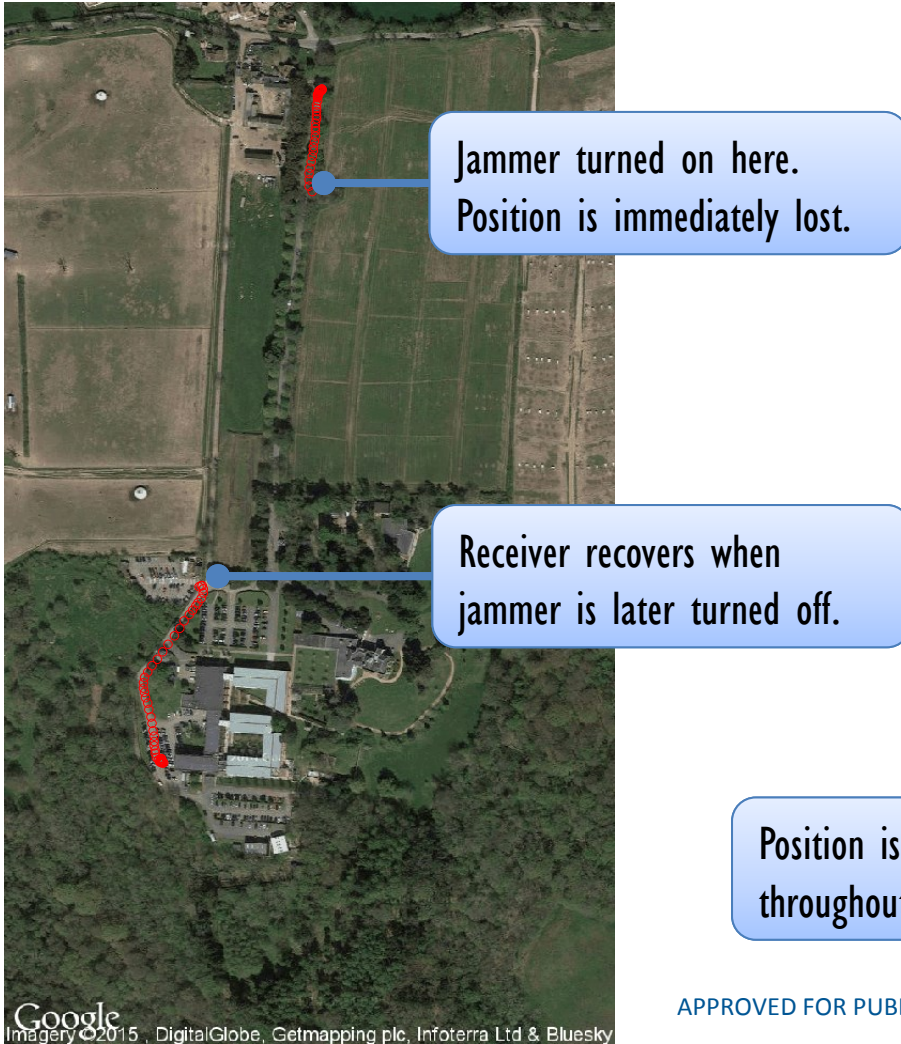 Jammer turned on here.
Position is immediately lost.
Receiver recovers when
jammer is later turned off.
Position is
throughout
APPROVED FOR PUBL
Google
Imagery ©2015 , DigitalGlobe, Getmapping plc, Infoterra Ltd & Bluesky